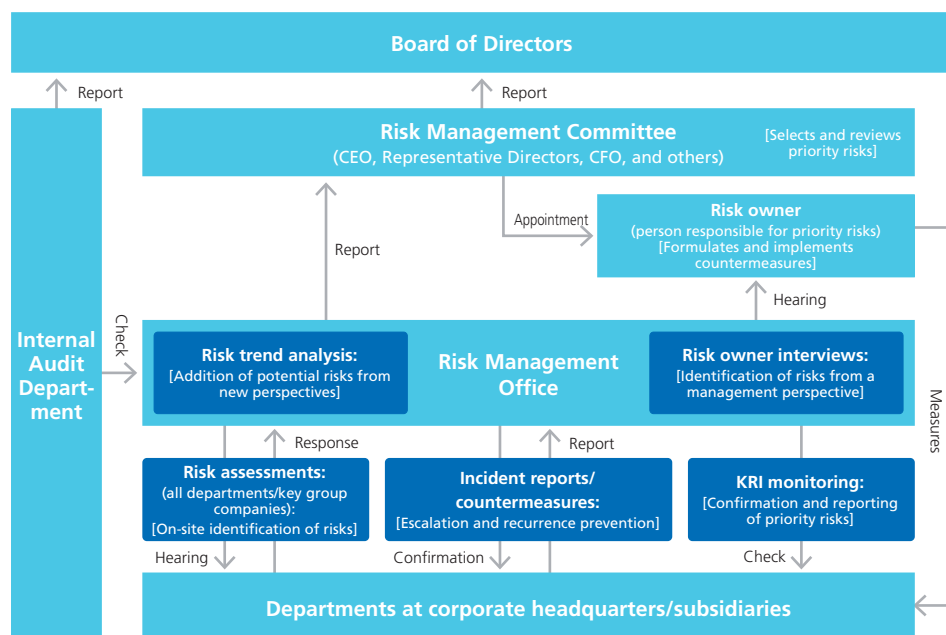 Board of Directors
Report
Report
Risk Management Committee
(CEO, Representative Directors, CFO, and others)
[Selects and reviews
priority risks]
Appointment
Risk owner
(person responsible for priority risks)
[Formulates and implements
countermeasures]
Report
Hearing
Internal
Audit
Depart-
ment
Check
Risk trend analysis:
[Addition of potential risks from
new perspectives]
Risk Management
Office
Risk owner interviews:
[Identification of risks from a
management perspective]
Measures
Response
Report
Risk assessments:
(all departments/key group
companies):
[On-site identification of risks]
Incident reports/
countermeasures:
[Escalation and recurrence prevention]
KRI monitoring:
[Confirmation and reporting
of priority risks]
Hearing
Confirmation
Check
Departments at corporate headquarters/subsidiaries